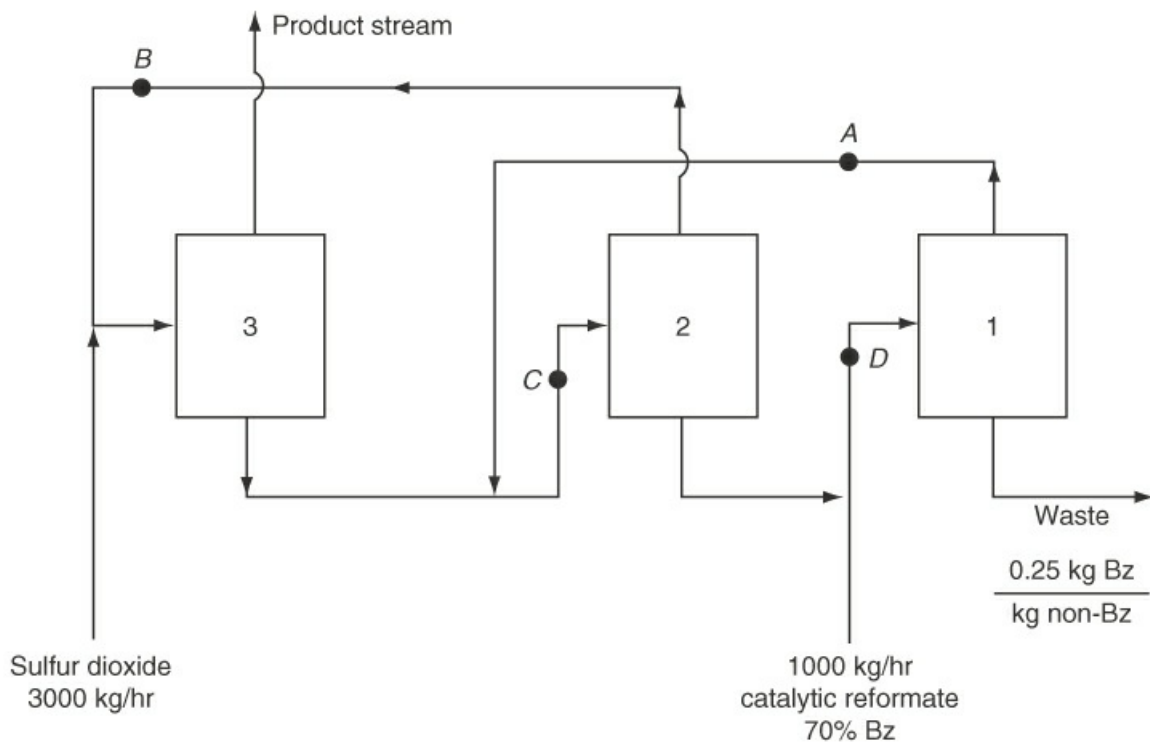 Product stream
B
A
3
2
1
C
D
Waste
0.25 kg Bz
kg non-Bz
Sulfur dioxide
3000 kg/hr
1000 kg/hr
catalytic reformate
70% Bz